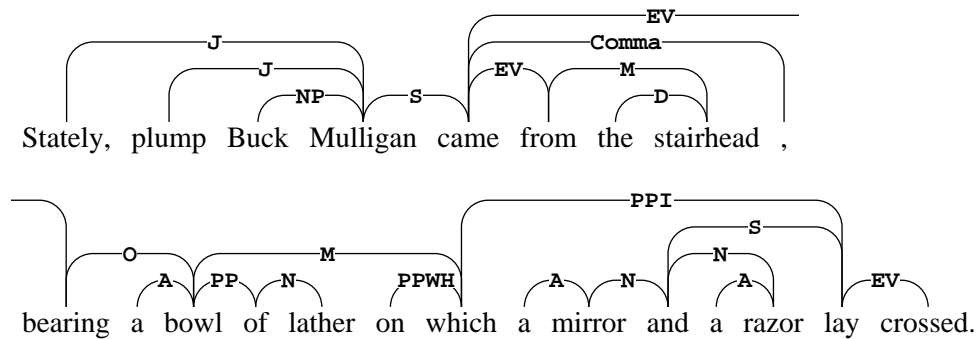 EV
J Comma
J EV M
NP S D
Stately, plump Buck Mulligan came from the stairhead ,
PPI
S
O M N
A PP N PPWH A N A EV
bearing a bowl of lather on which a mirror and a razor lay crossed.